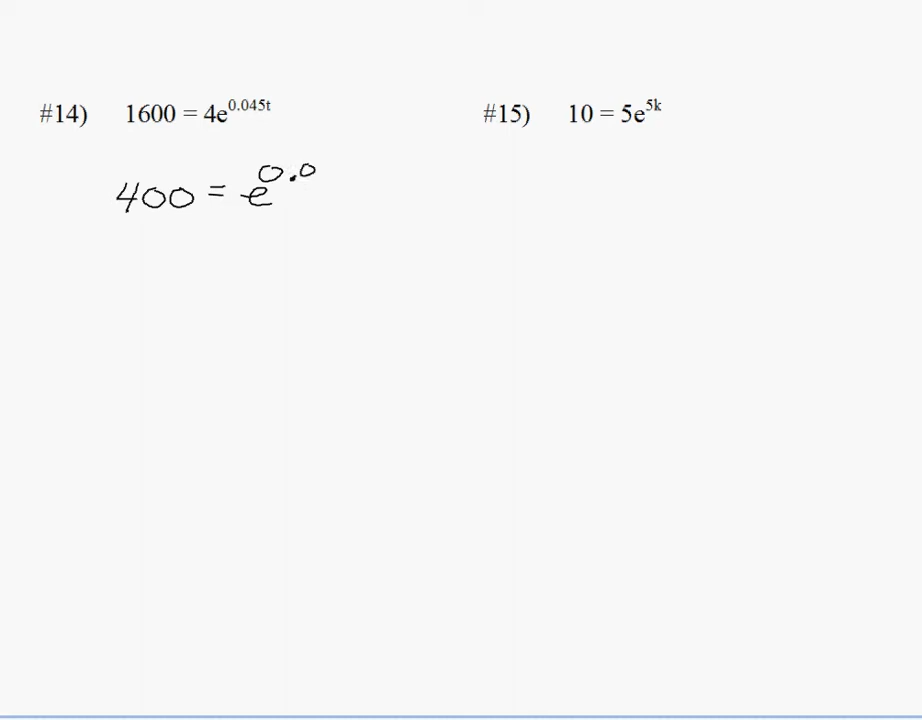 #14) 1600 = 4e^0.045t
#15) 10 = 5e^5k
400 = e^0.0